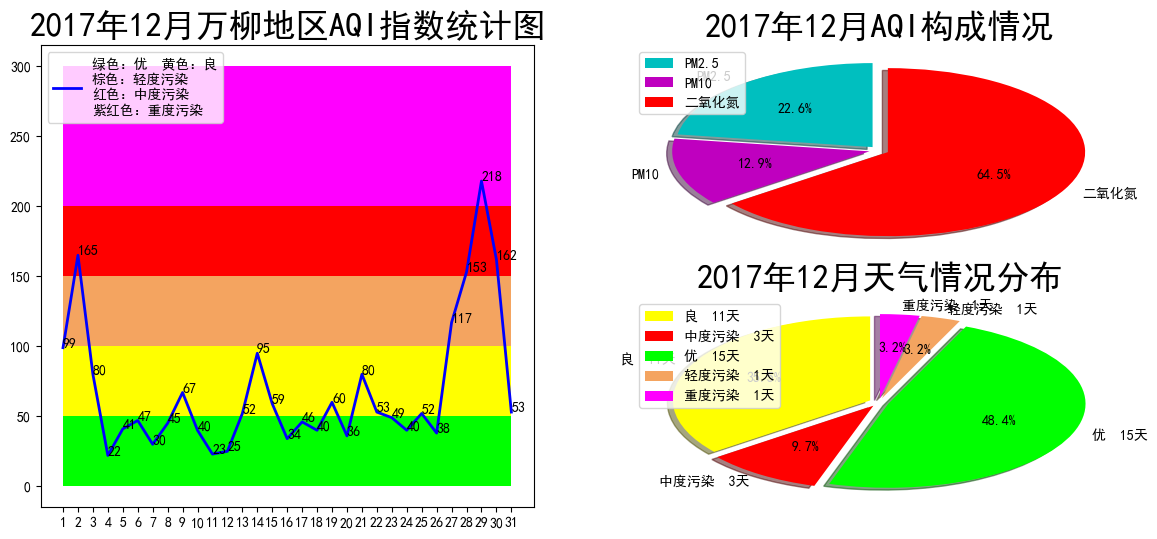 2017年12月万柳地区AQI指数统计图
绿色：优　黄色：良
棕色：轻度污染
红色：中度污染
紫红色：重度污染
300
250
200
150
100
50
0
99
165
80
22
41
47
30
45
67
40
23
25
52
95
59
34
46
40
60
36
80
53
49
40
52
38
117
153
218
162
53
1 2 3 4 5 6 7 8 9 10 11 12 13 14 15 16 17 18 19 20 21 22 23 24 25 26 27 28 29 30 31
2017年12月AQI构成情况
PM2.5
PM10
二氧化氮
PM2.5
22.6%
PM10
12.9%
64.5%
二氧化氮
2017年12月天气情况分布
良　11天
中度污染　3天
优　15天
轻度污染　1天
重度污染　1天
重度污染　1天
轻度污染　1天
3.2%
3.2%
良
48.4%
优　15天
9.7%
中度污染　3天